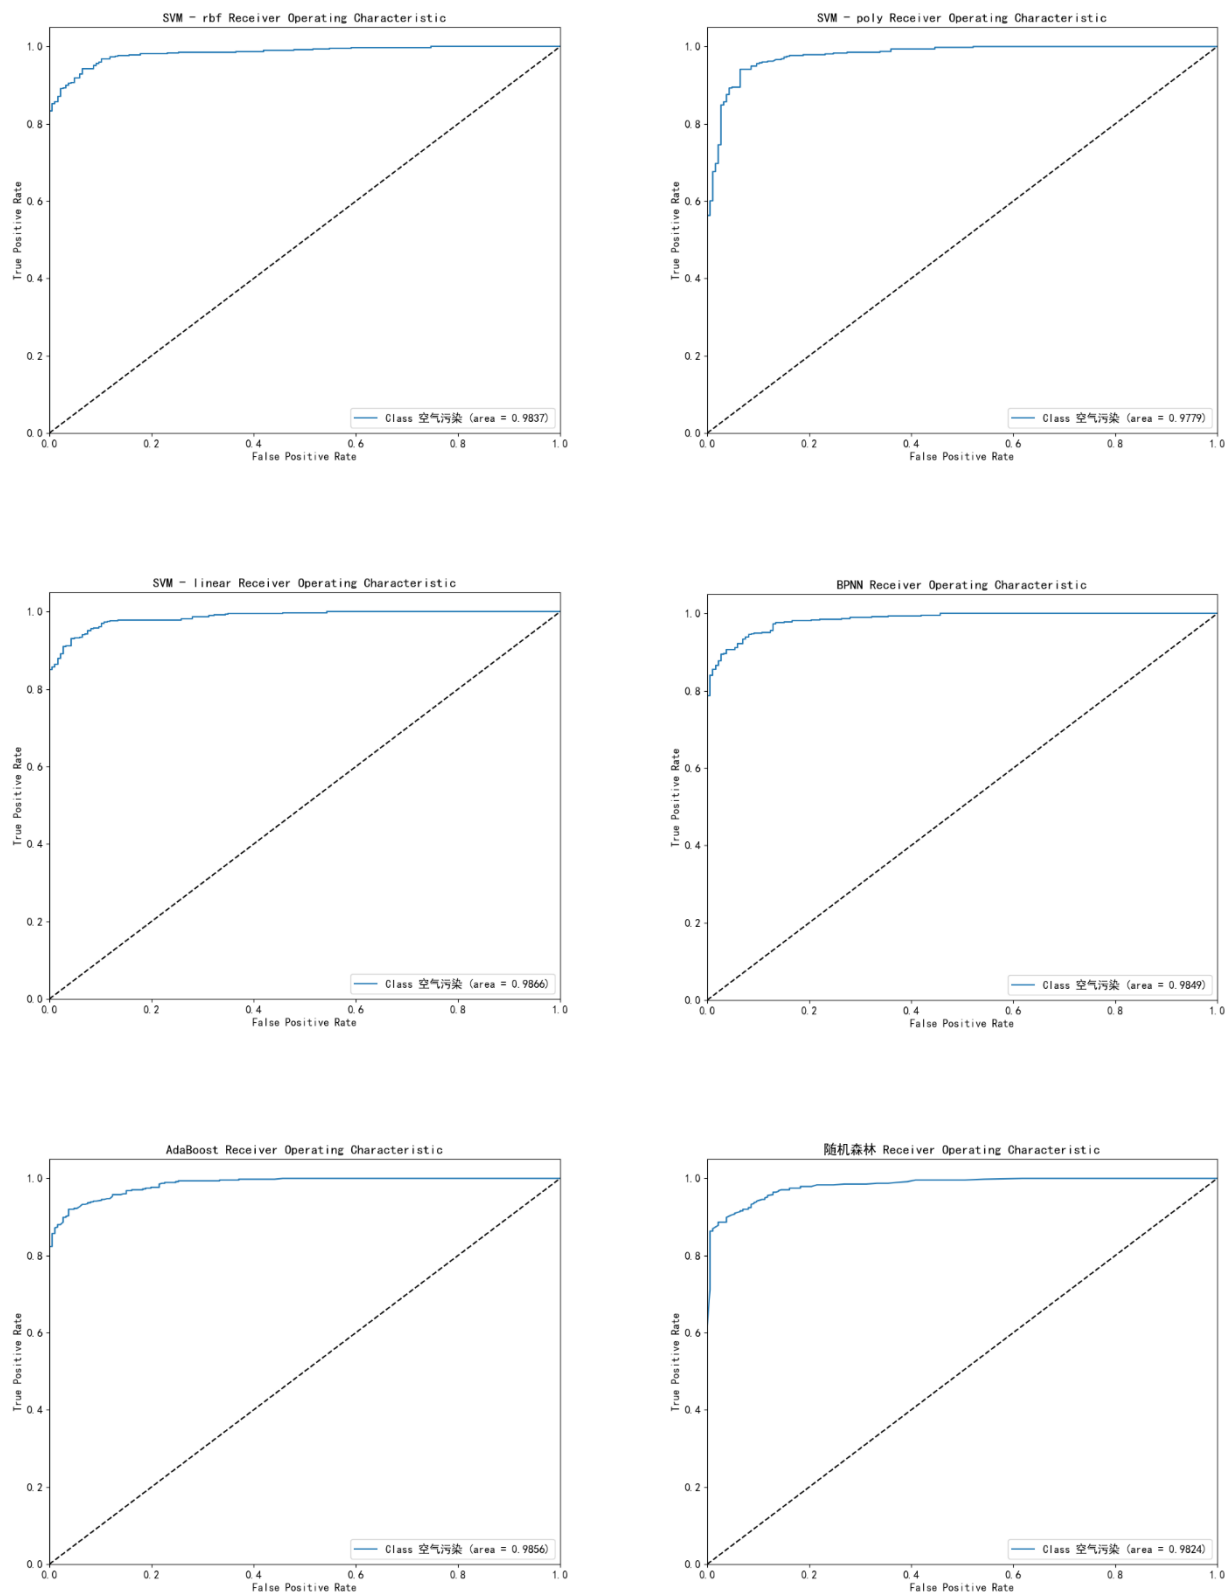 SVM - rbf Receiver Operating Characteristic
1.0
0.8
0.6
0.4
0.2
0.0
True Positive Rate
Class 空气污染 (area = 0.9837)
0.0 0.2 0.4 0.6 0.8 1.0
False Positive Rate
SVM - poly Receiver Operating Characteristic
1.0
0.8
0.6
0.4
0.2
0.0
True Positive Rate
Class 空气污染 (area = 0.9779)
0.0 0.2 0.4 0.6 0.8 1.0
False Positive Rate
SVM - linear Receiver Operating Characteristic
1.0
0.8
0.6
0.4
0.2
0.0
True Positive Rate
Class 空气污染 (area = 0.9866)
0.0 0.2 0.4 0.6 0.8 1.0
False Positive Rate
BPNN Receiver Operating Characteristic
1.0
0.8
0.6
0.4
0.2
0.0
True Positive Rate
Class 空气污染 (area = 0.9849)
0.0 0.2 0.4 0.6 0.8 1.0
False Positive Rate
AdaBoost Receiver Operating Characteristic
1.0
0.8
0.6
0.4
0.2
0.0
True Positive Rate
Class 空气污染 (area = 0.9856)
0.0 0.2 0.4 0.6 0.8 1.0
False Positive Rate
随机森林 Receiver Operating Characteristic
1.0
0.8
0.6
0.4
0.2
0.0
True Positive Rate
Class 空气污染 (area = 0.9824)
0.0 0.2 0.4 0.6 0.8 1.0
False Positive Rate